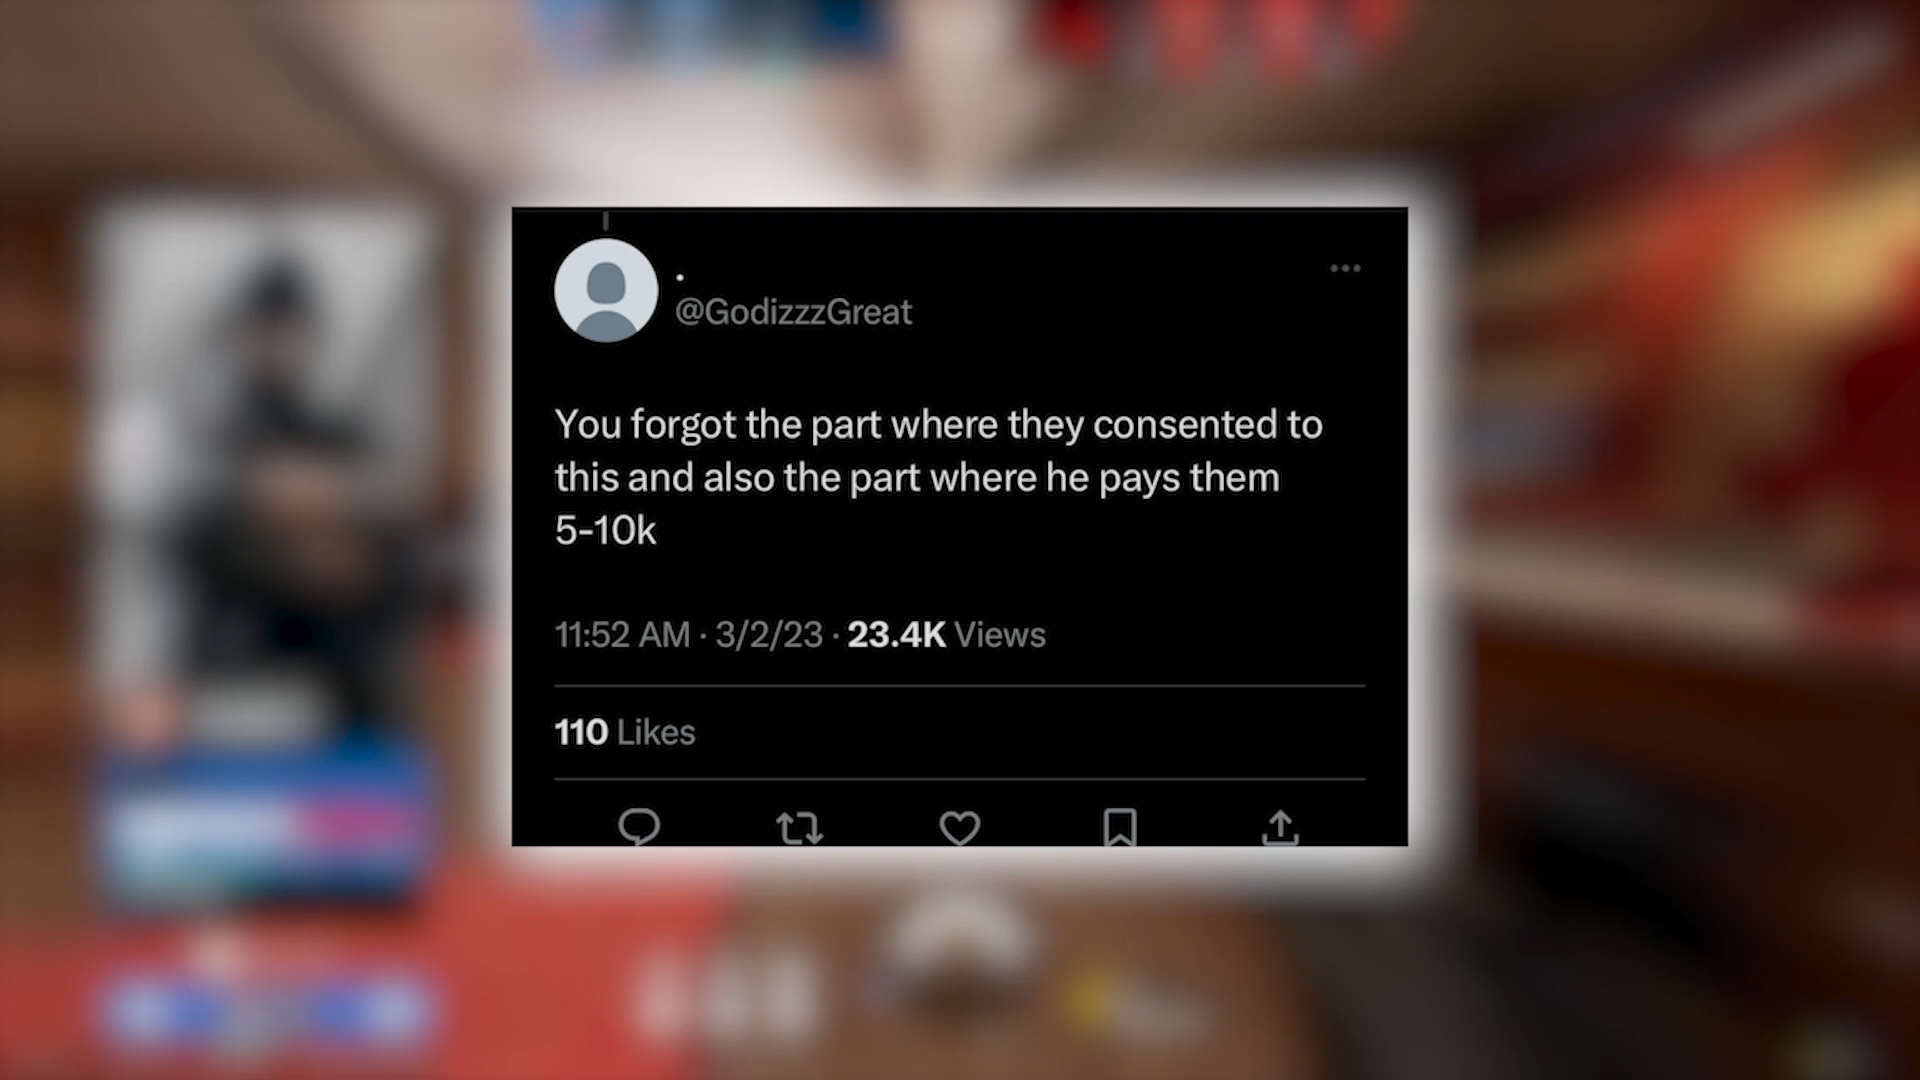 .
@GodizzzGreat
You forgot the part where they consented to
this and also the part where he pays them
5-10k
11:52 AM · 3/2/23 · 23.4K Views
110 Likes